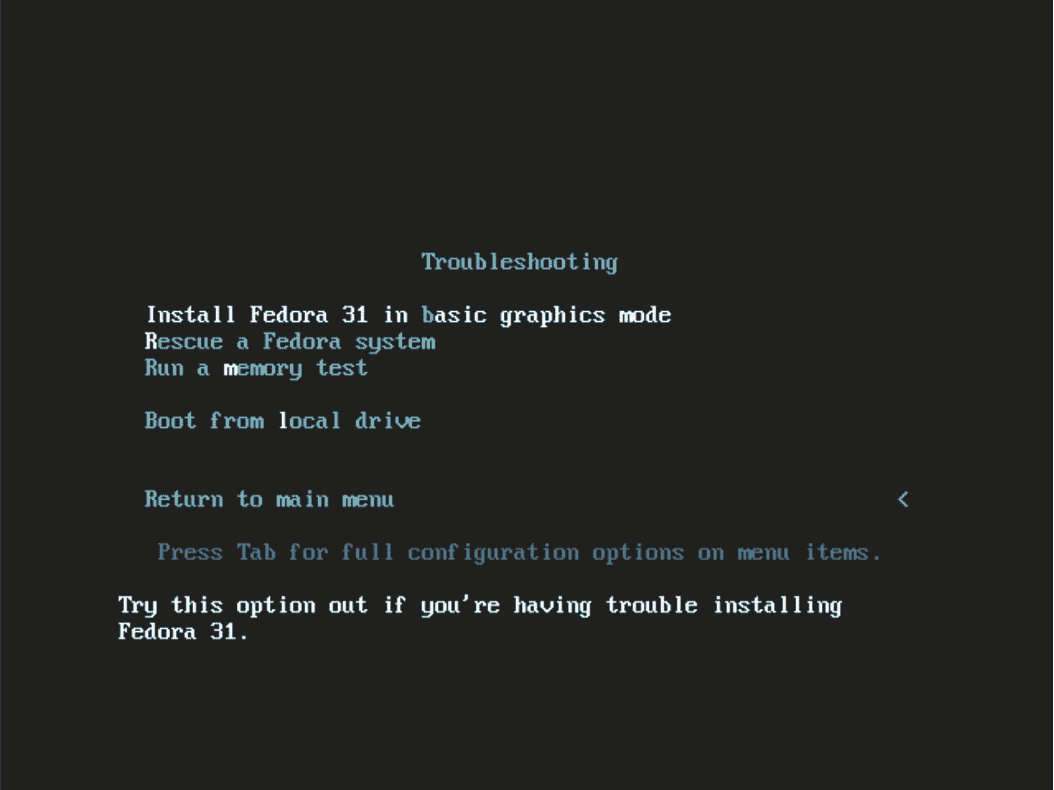 Troubleshooting
Install Fedora 31 in basic graphics mode
Rescue a Fedora system
Run a memory test
Boot from local drive
Return to main menu <
Press Tab for full configuration options on menu items.
Try this option out if you're having trouble installing
Fedora 31.